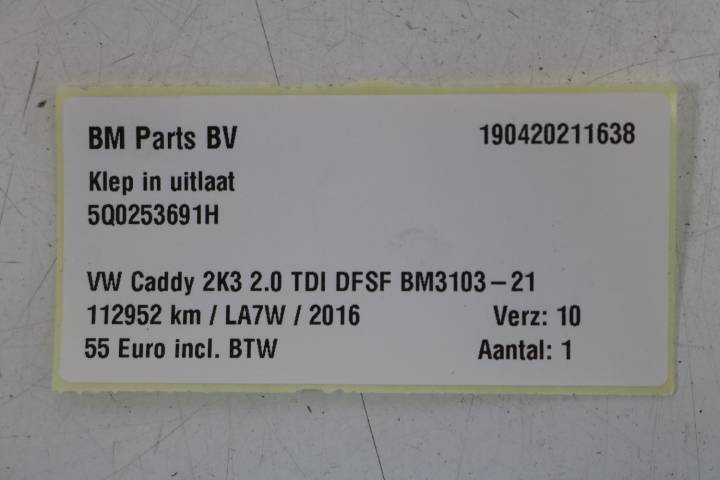 BM Parts BV 190420211638
Klep in uitlaat
5Q0253691H
VW Caddy 2K3 2.0 TDI DFSF BM3103-21
112952 km / LA7W / 2016 Verz: 10
55 Euro incl. BTW Aantal: 1